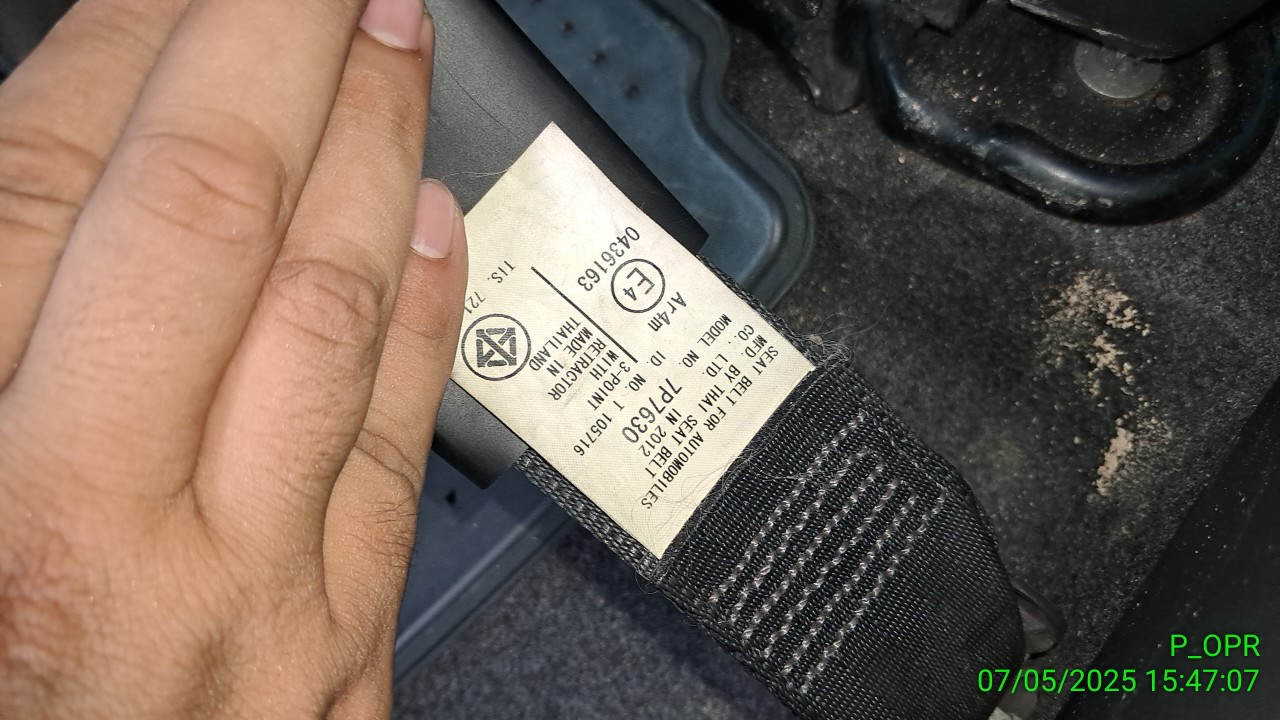 SEAT BELT FOR AUTOMOBILES
MFD. BY THAI SEAT BELT
CO., LTD. IN 2012
MODEL NO. 7P7630
ID NO. T 105716
3-POINT
WITH
RETRACTOR
MADE IN
THAILAND
Ar4m
E4
0436163
TIS. 721
P_OPR
07/05/2025 15:47:07